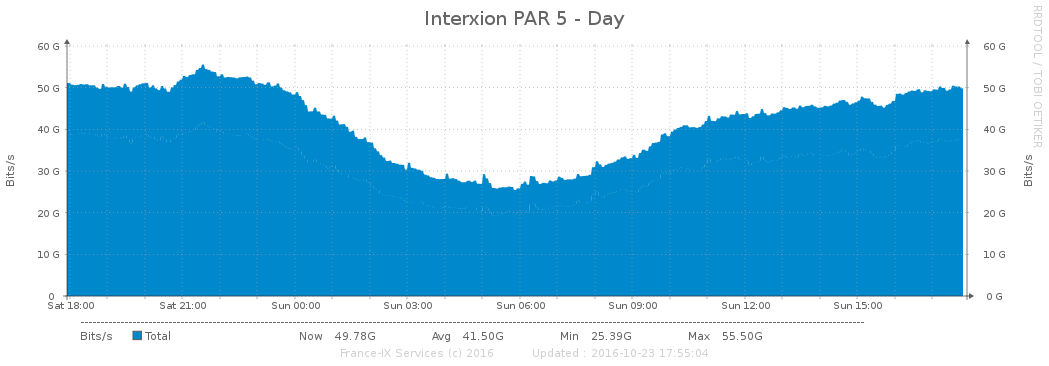 Interxion PAR 5 - Day
RRDTOOL / TOBI OETIKER
60 G 60 G
50 G 50 G
40 G 40 G
30 G 30 G
20 G 20 G
10 G 10 G
0 0 G
Bits/s
Bits/s
Sat 18:00 Sat 21:00 Sun 00:00 Sun 03:00 Sun 06:00 Sun 09:00 Sun 12:00 Sun 15:00
Bits/s Total Now 49.78G Avg 41.50G Min 25.39G Max 55.50G
France-IX Services (c) 2016 Updated : 2016-10-23 17:55:04